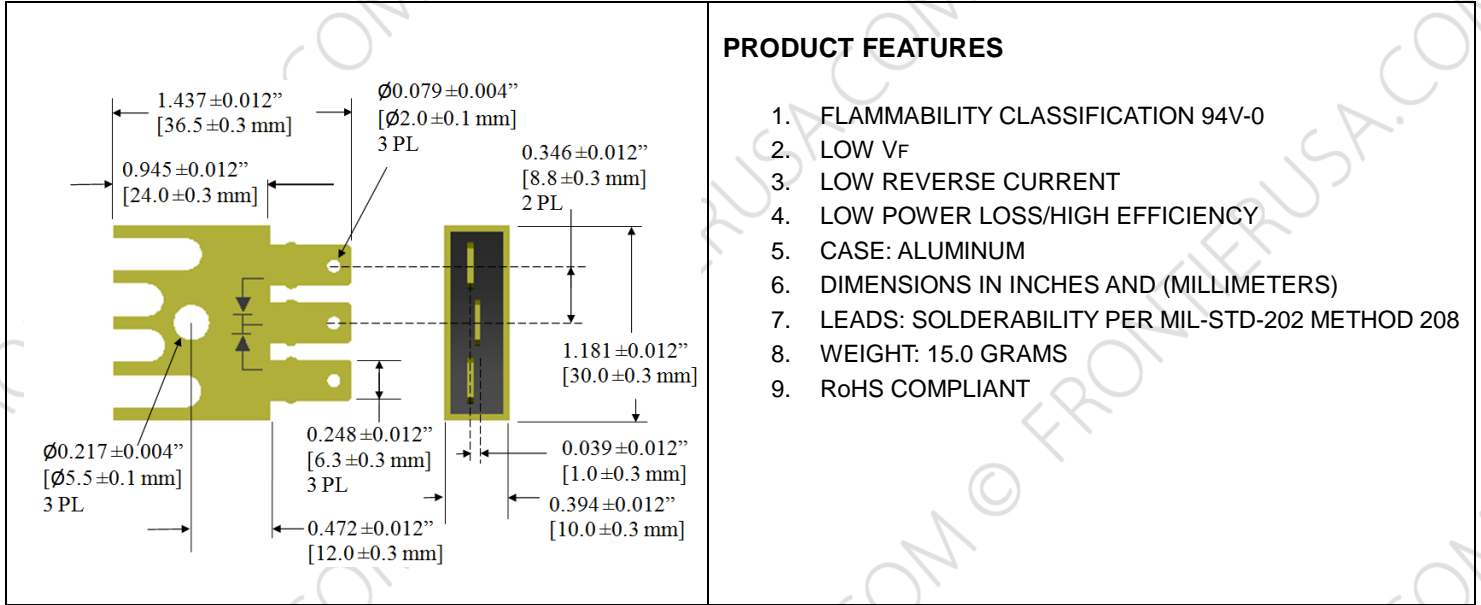 1.437 ±0.012”
[36.5 ±0.3 mm]
Ø0.079 ±0.004”
[Ø2.0 ±0.1 mm]
3 PL
0.945 ±0.012”
[24.0 ±0.3 mm]
0.346 ±0.012”
[8.8 ±0.3 mm]
2 PL
1.181 ±0.012”
[30.0 ±0.3 mm]
Ø0.217 ±0.004”
[Ø5.5 ±0.1 mm]
3 PL
0.248 ±0.012”
[6.3 ±0.3 mm]
3 PL
0.039 ±0.012”
[1.0 ±0.3 mm]
0.394 ±0.012”
[10.0 ±0.3 mm]
0.472 ±0.012”
[12.0 ±0.3 mm]
PRODUCT FEATURES
1. FLAMMABILITY CLASSIFICATION 94V-0
2. LOW VF
3. LOW REVERSE CURRENT
4. LOW POWER LOSS/HIGH EFFICIENCY
5. CASE: ALUMINUM
6. DIMENSIONS IN INCHES AND (MILLIMETERS)
7. LEADS: SOLDERABILITY PER MIL-STD-202 METHOD 208
8. WEIGHT: 15.0 GRAMS
9. RoHS COMPLIANT
OM © FRONTIERUSA.COM